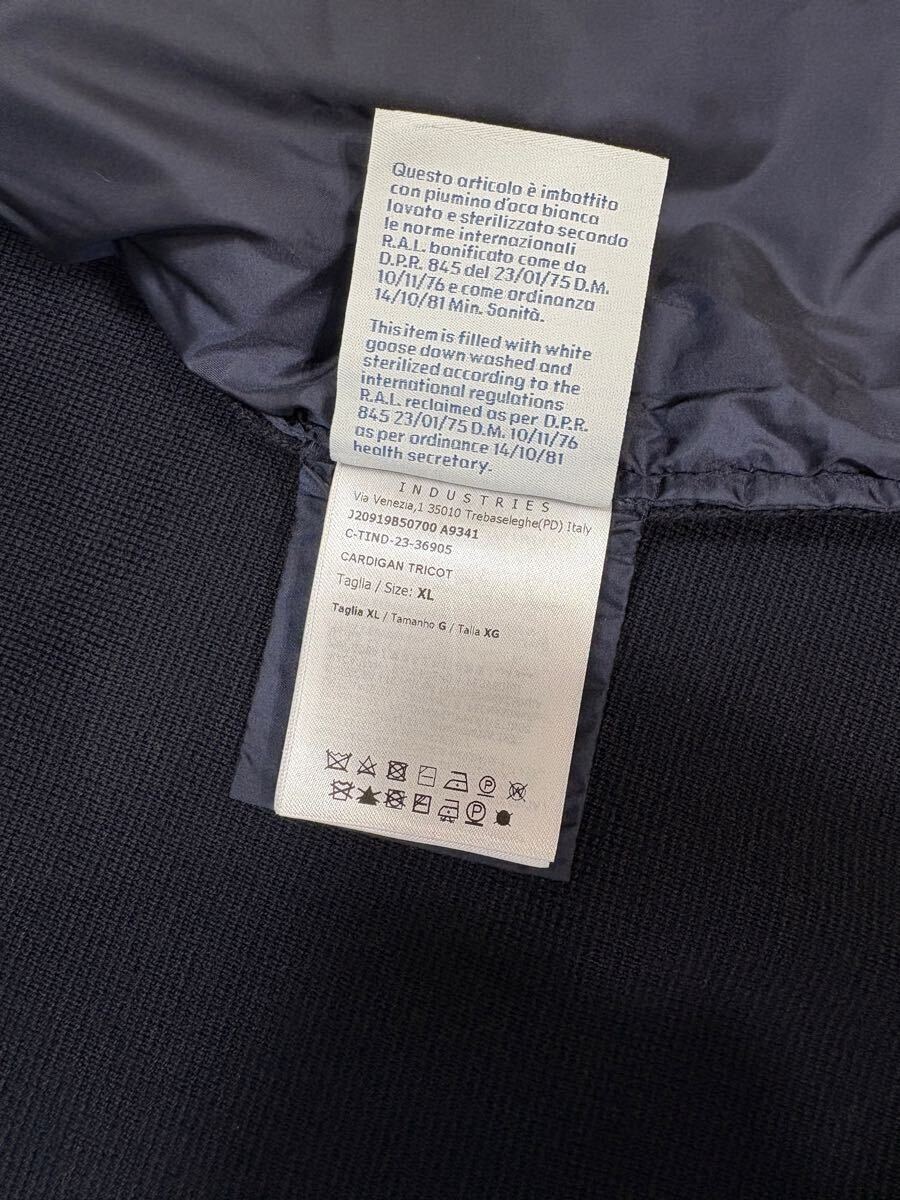 Questo articolo è imbottito
con piumino d'oca bianca
lavato e sterilizzato secondo
le norme internazionali
R.A.L. bonificato come da
D.P.R. 845 del 23/01/75 D.M.
10/11/76 e come ordinanza
14/10/81 Min. Sanità.
This item is filled with white
goose down washed and
sterilized according to the
international regulations
R.A.L. reclaimed as per D.P.R.
845 23/01/75 D.M. 10/11/76
as per ordinance 14/10/81
health secretary.
INDUSTRIES
Via Venezia,1 35010 Trebaseleghe(PD) Italy
J20919B50700 A9341
C-TIND-23-36905
CARDIGAN TRICOT
Taglia / Size: XL
Taglia XL / Tamanho G / Talla XG